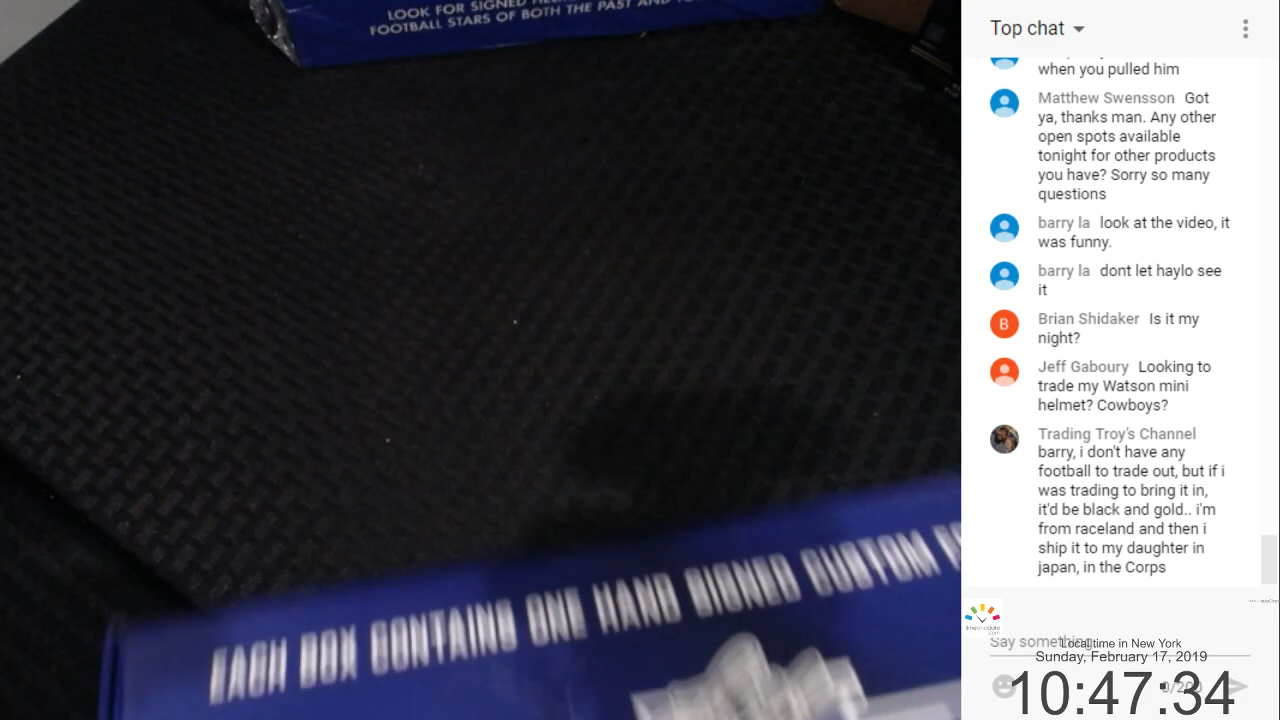 LOOK FOR SIGNED
FOOTBALL STARS OF BOTH THE PAST AND
EACH BOX CONTAINS ONE HAND SIGNED CUSTOM
Top chat
when you pulled him
Matthew Swensson Got
ya, thanks man. Any other
open spots available
tonight for other products
you have? Sorry so many
questions
barry la look at the video, it
was funny.
barry la dont let haylo see
it
Brian Shidaker Is it my
night?
Jeff Gaboury Looking to
trade my Watson mini
helmet? Cowboys?
Trading Troy's Channel
barry, i don't have any
football to trade out, but if i
was trading to bring it in,
it'd be black and gold.. i'm
from raceland and then i
ship it to my daughter in
japan, in the Corps
timeanddate
.com
Say something...
Local time in New York
Sunday, February 17, 2019
0/200
10:47:34